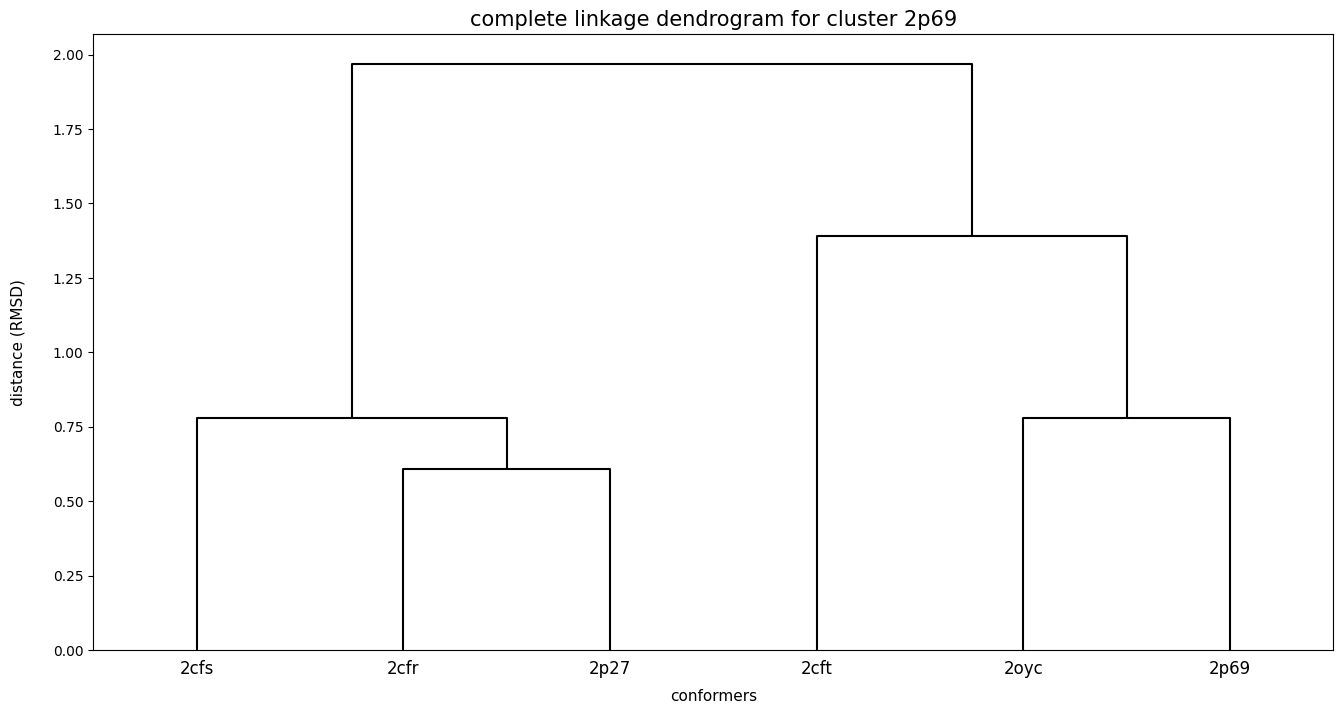 complete linkage dendrogram for cluster 2p69
2.00
1.75
1.50
1.25
1.00
0.75
0.50
0.25
0.00
distance (RMSD)
2cfs 2cfr 2p27 2cft 2oyc 2p69
conformers